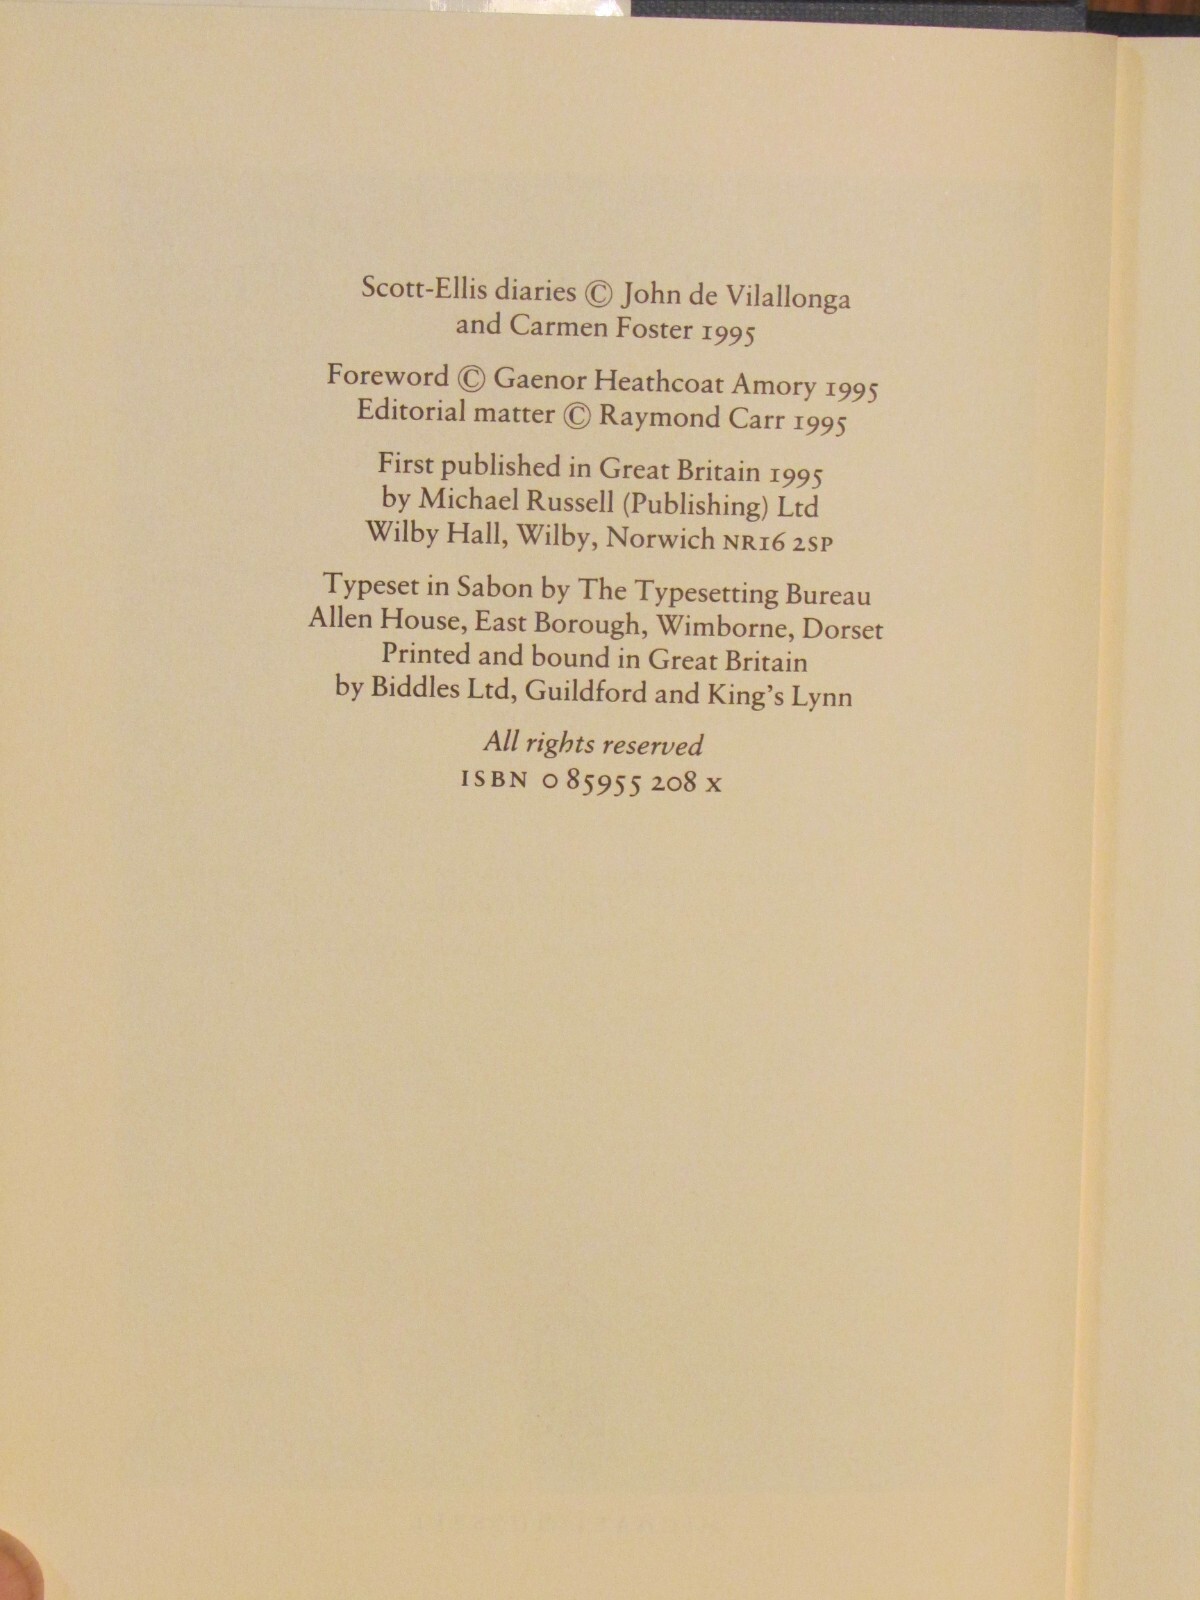 Scott-Ellis diaries © John de Vilallonga
and Carmen Foster 1995
Foreword © Gaenor Heathcoat Amory 1995
Editorial matter © Raymond Carr 1995
First published in Great Britain 1995
by Michael Russell (Publishing) Ltd
Wilby Hall, Wilby, Norwich NR16 2SP
Typeset in Sabon by The Typesetting Bureau
Allen House, East Borough, Wimborne, Dorset
Printed and bound in Great Britain
by Biddles Ltd, Guildford and King's Lynn
All rights reserved
ISBN 0 85955 208 X